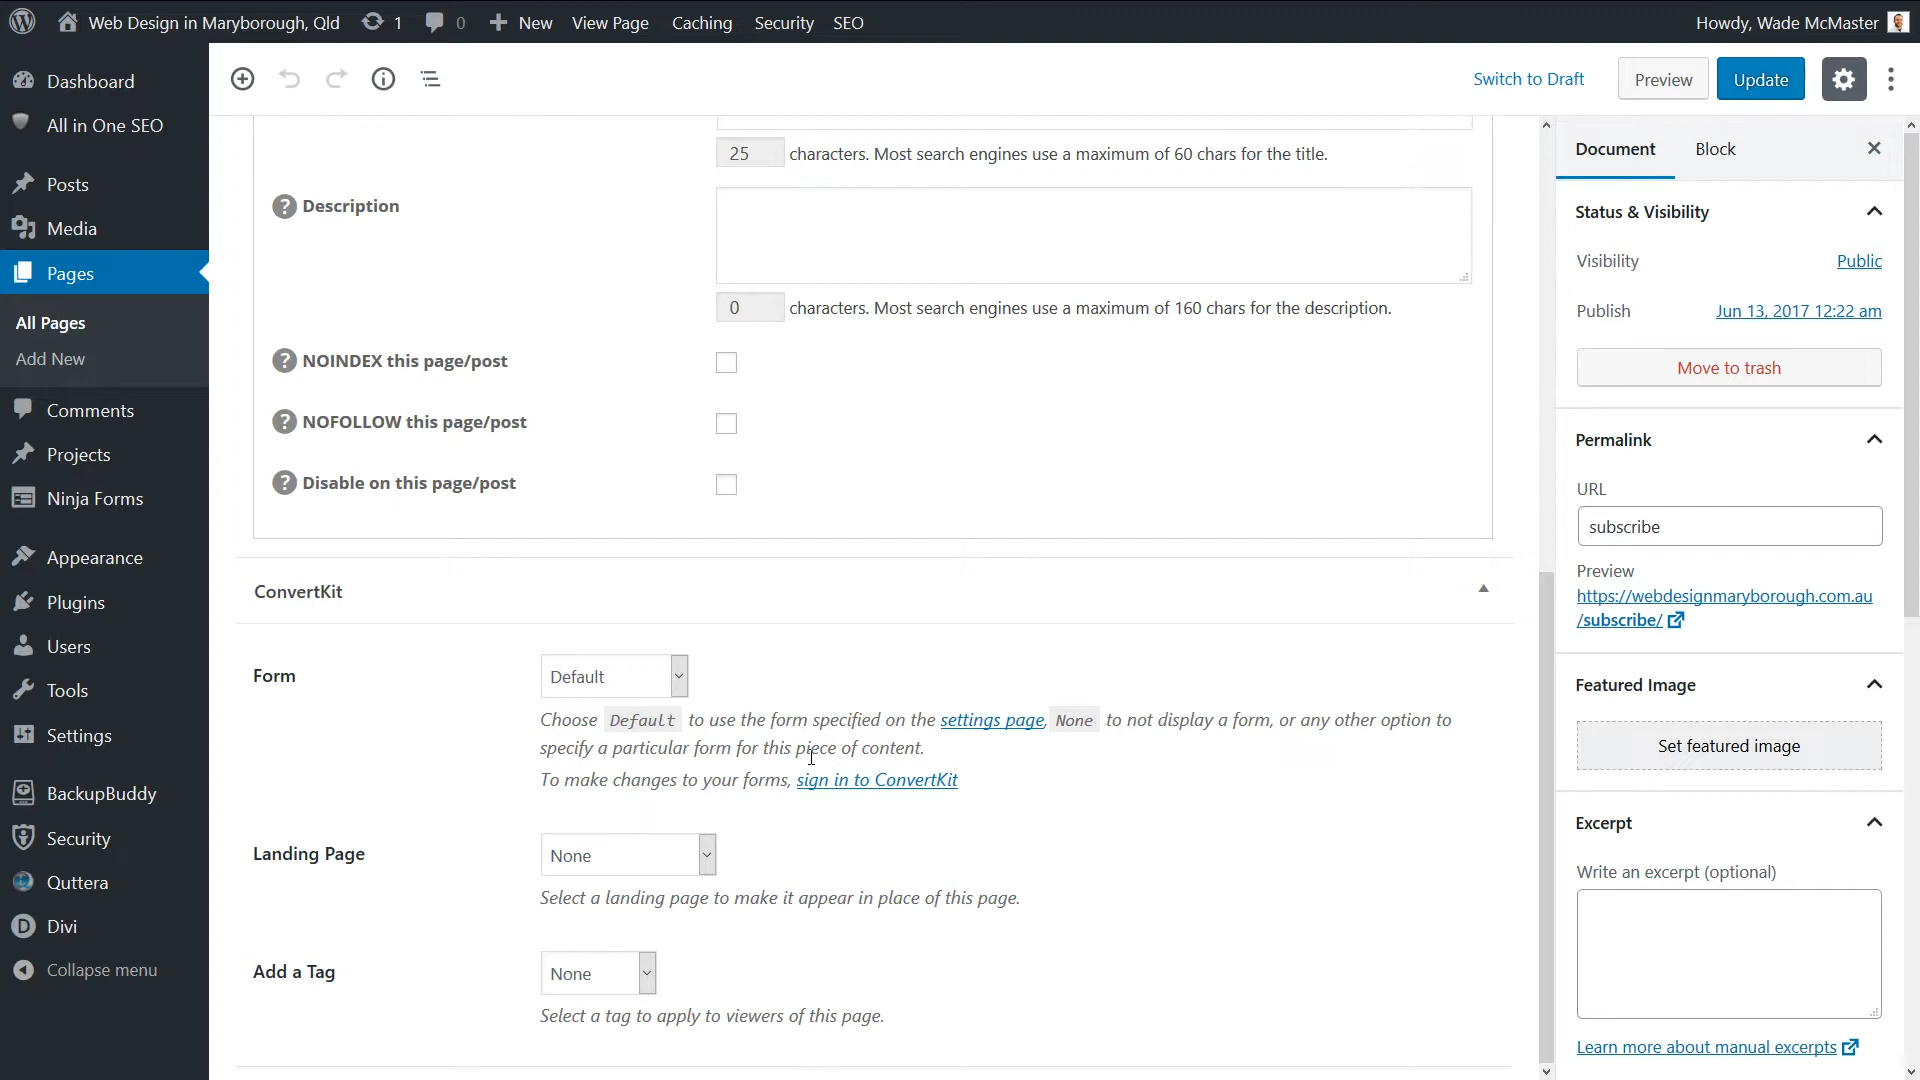 Web Design in Maryborough, Qld 1 0 New View Page Caching Security SEO Howdy, Wade McMaster
Dashboard
All in One SEO
Posts
Media
Pages
All Pages
Add New
Comments
Projects
Ninja Forms
Appearance
Plugins
Users
Tools
Settings
BackupBuddy
Security
Quttera
Divi
Collapse menu
Switch to Draft Preview Update
25 characters. Most search engines use a maximum of 60 chars for the title.
? Description
0 characters. Most search engines use a maximum of 160 chars for the description.
? NOINDEX this page/post
? NOFOLLOW this page/post
? Disable on this page/post
ConvertKit
Form Default
Choose Default to use the form specified on the settings page, None to not display a form, or any other option to
specify a particular form for this piece of content.
To make changes to your forms, sign in to ConvertKit
Landing Page None
Select a landing page to make it appear in place of this page.
Add a Tag None
Select a tag to apply to viewers of this page.
Document Block
Status & Visibility
Visibility Public
Publish Jun 13, 2017 12:22 am
Move to trash
Permalink
URL
subscribe
Preview
https://webdesignmaryborough.com.au
/subscribe/
Featured Image
Set featured image
Excerpt
Write an excerpt (optional)
Learn more about manual excerpts